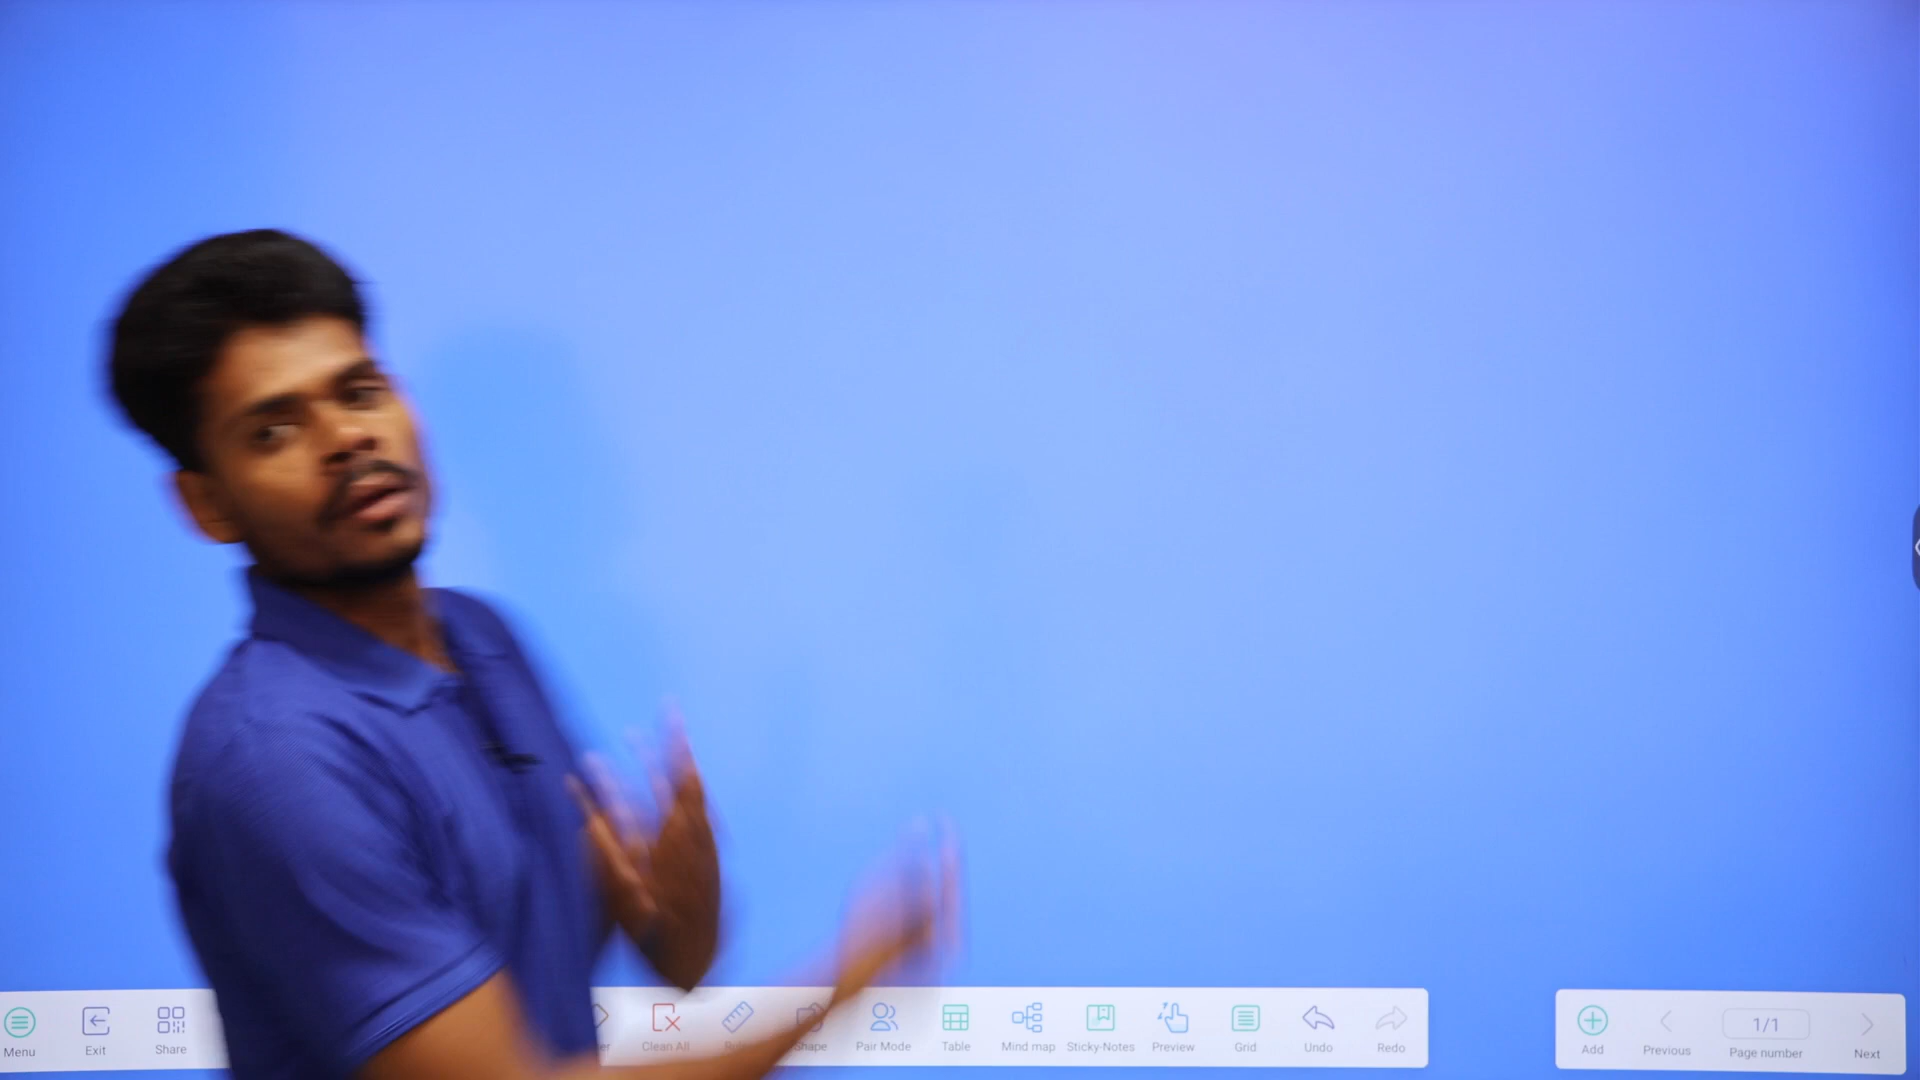 Menu
Exit
Share
Clean All
Shape
Pair Mode
Table
Mind map
Sticky-Notes
Preview
Grid
Undo
Redo
Add
Previous
1/1
Page number
Next